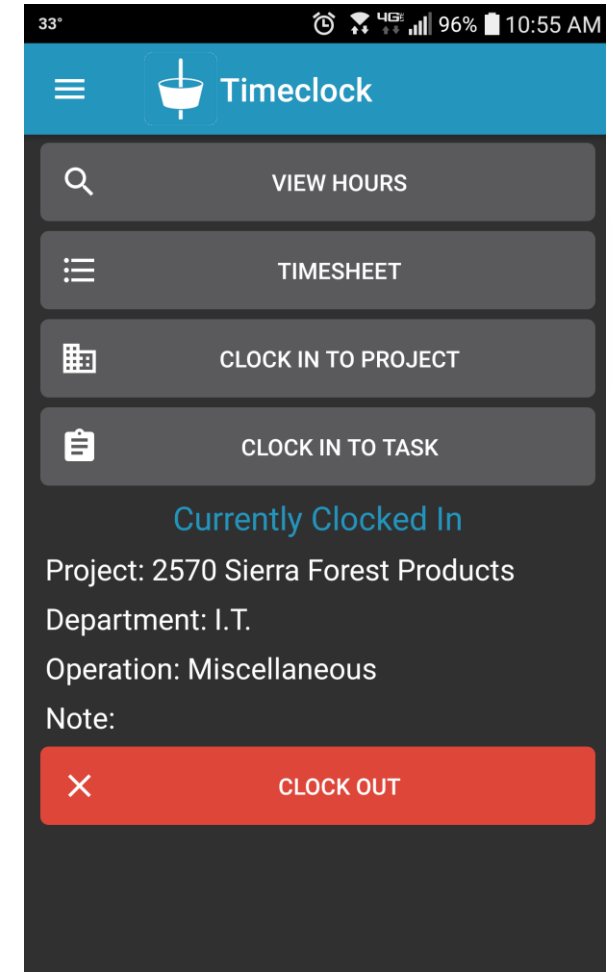 33°
4GE 96% 10:55 AM
Timeclock
VIEW HOURS
TIMESHEET
CLOCK IN TO PROJECT
CLOCK IN TO TASK
Currently Clocked In
Project: 2570 Sierra Forest Products
Department: I.T.
Operation: Miscellaneous
Note:
CLOCK OUT